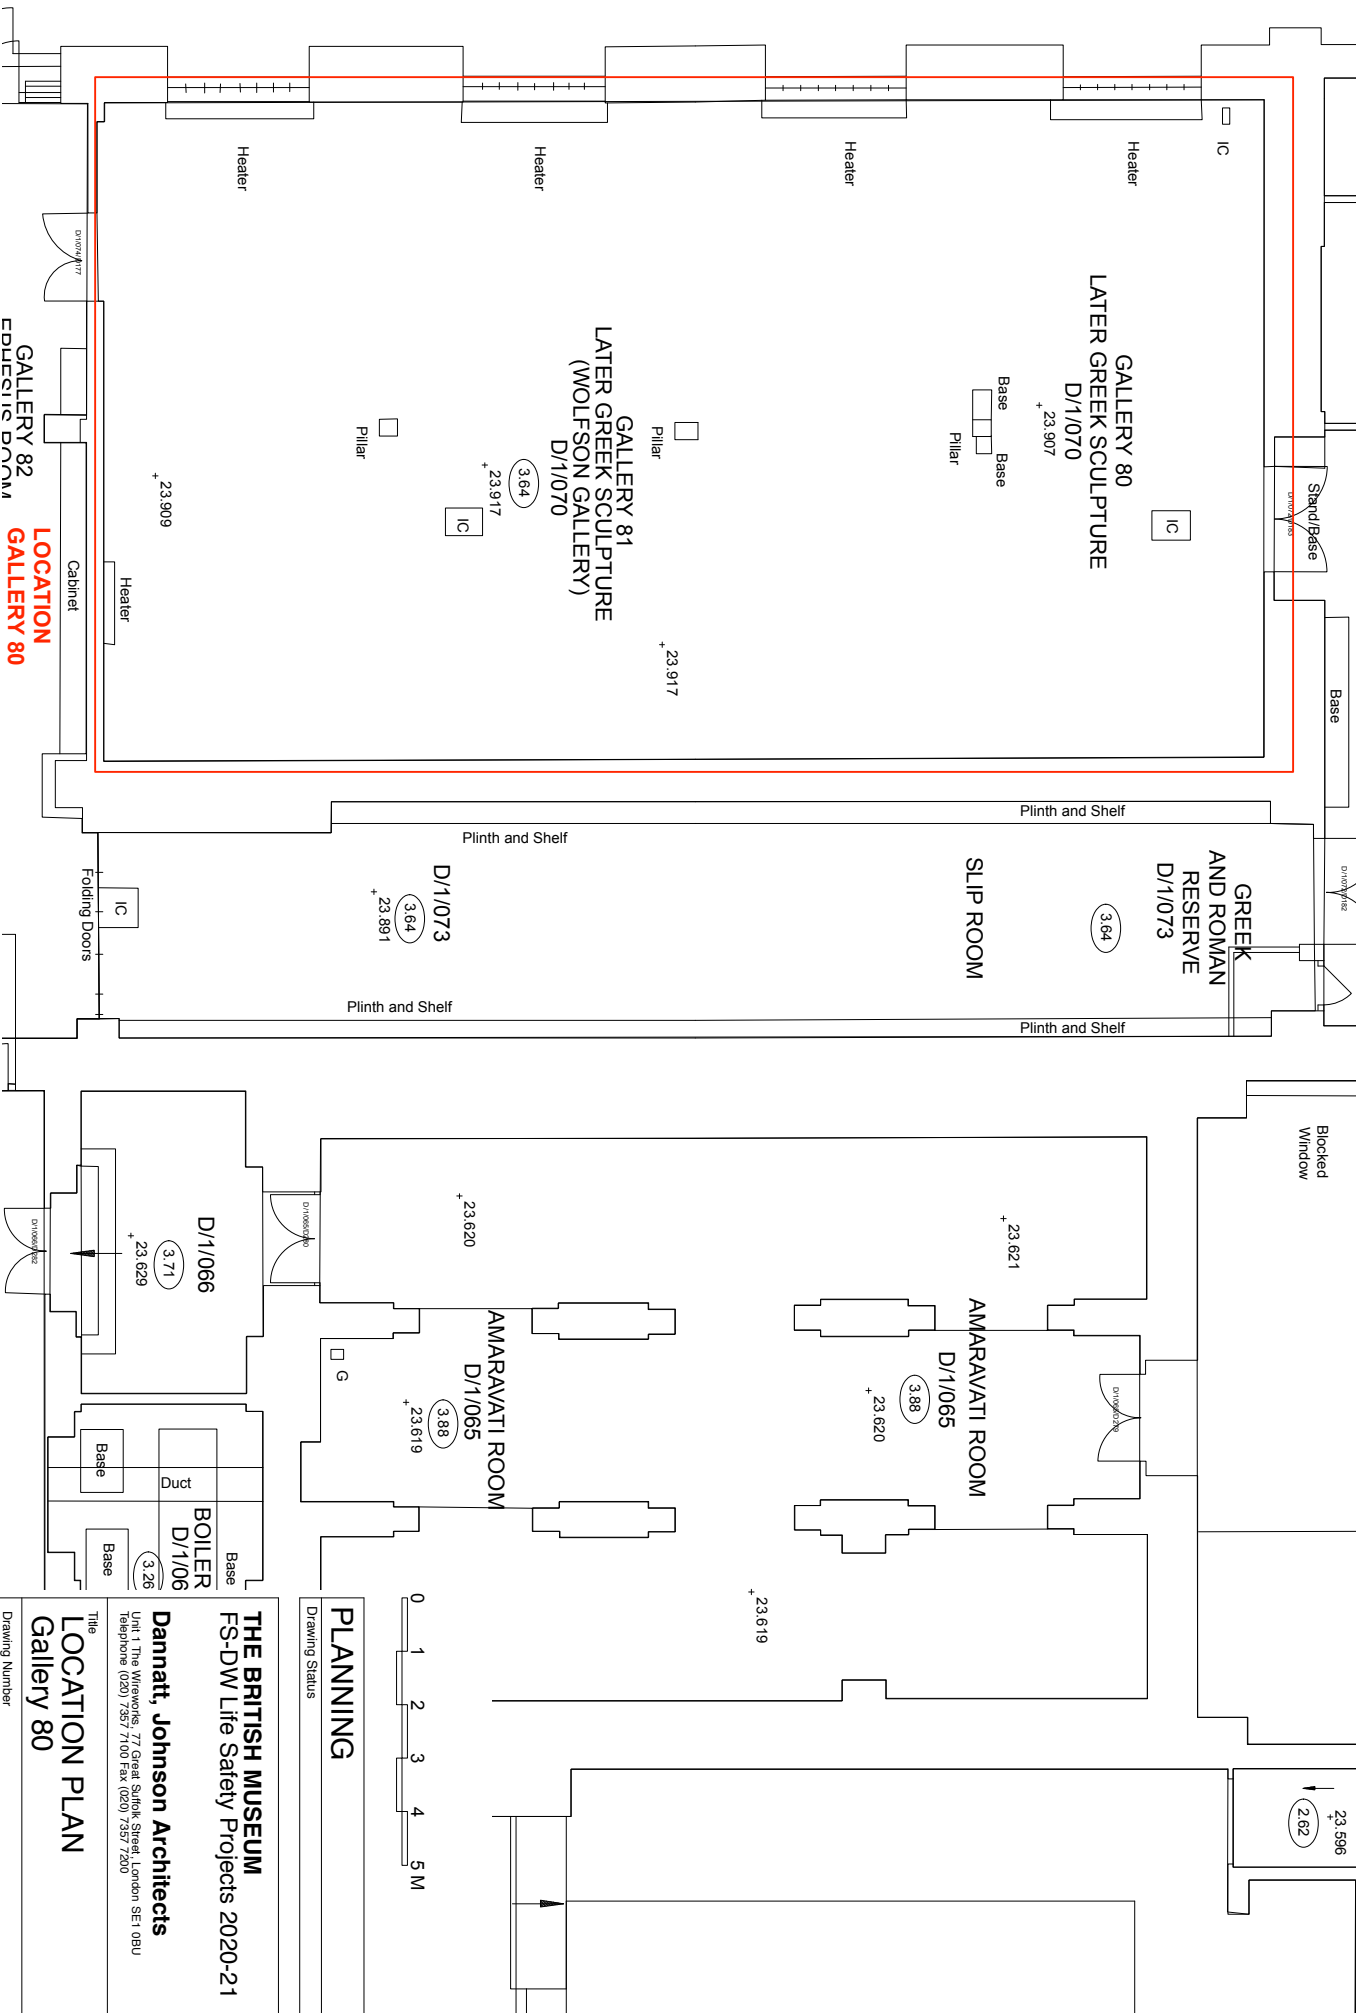 IC
Heater
Heater
Heater
Heater
D/1/074/D177
GALLERY 80
LATER GREEK SCULPTURE
D/1/070
+ 23.907
Base
Base
Pillar
IC
Stand/Base
Base
GALLERY 81
LATER GREEK SCULPTURE
(WOLFSON GALLERY)
D/1/070
3.64
+ 23.917
Pillar
IC
Pillar
+ 23.917
+ 23.909
Heater
Cabinet
GALLERY 82
EPHESUS ROOM
LOCATION
GALLERY 80
Plinth and Shelf
Plinth and Shelf
GREEK
AND ROMAN
RESERVE
D/1/073
3.64
SLIP ROOM
D/1/073
3.64
+ 23.891
IC
Folding Doors
Plinth and Shelf
Plinth and Shelf
Blocked
Window
+ 23.621
+ 23.620
D/1/066
3.71
+ 23.629
AMARAVATI ROOM
D/1/065
3.88
+ 23.620
AMARAVATI ROOM
D/1/065
3.88
+ 23.619
G
Base
Duct
BOILER
D/1/06
3.26
Base
Base
+ 23.619
23.596
+
2.62
0 1 2 3 4 5 M
PLANNING
Drawing Status
THE BRITISH MUSEUM
FS-DW Life Safety Projects 2020-21
Dannatt, Johnson Architects
Unit 1 The Wireworks, 77 Great Suffolk Street, London SE1 0BU
Telephone (020) 7357 7100 Fax (020) 7357 7200
Title
LOCATION PLAN
Gallery 80
Drawing Number